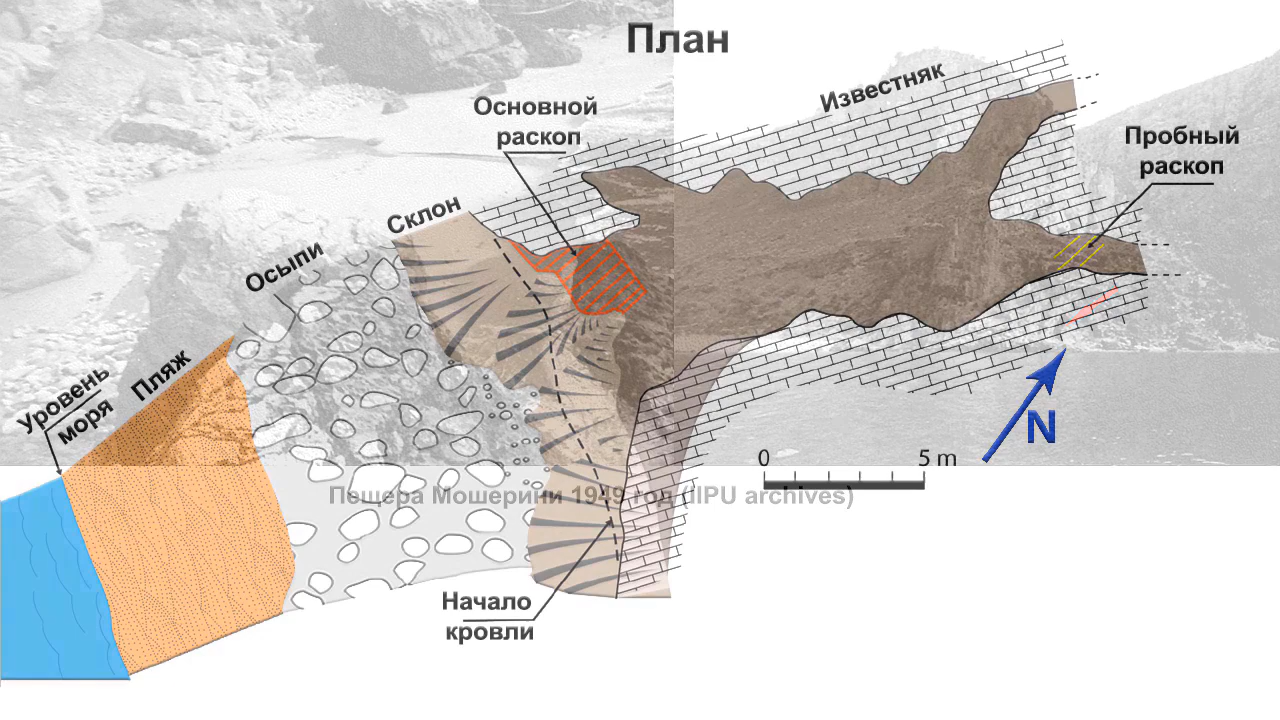 План
Известняк
Основной
раскоп
Пробный
раскоп
Склон
Осыпи
Пляж
Уровень
моря
N
0 5 m
Пещера Мошерини 1949 год (IIPU archives)
Начало
кровли